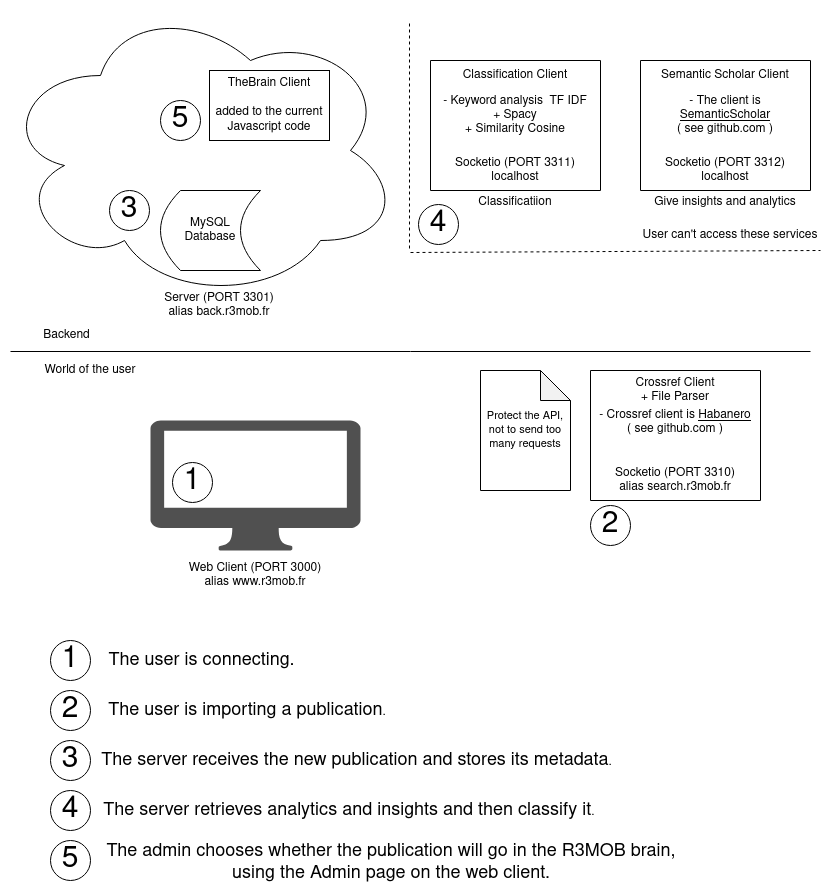 TheBrain Client
added to the current
Javascript code
5
3
MySQL
Database
Server (PORT 3301)
alias back.r3mob.fr
Classification Client
- Keyword analysis TF IDF
+ Spacy
+ Similarity Cosine
Socketio (PORT 3311)
localhost
Classificatiion
4
Semantic Scholar Client
- The client is
SemanticScholar
( see github.com )
Socketio (PORT 3312)
localhost
Give insights and analytics
User can't access these services
Backend
World of the user
1
Web Client (PORT 3000)
alias www.r3mob.fr
Protect the API,
not to send too
many requests
Crossref Client
+ File Parser
- Crossref client is Habanero
( see github.com )
Socketio (PORT 3310)
alias search.r3mob.fr
2
1 The user is connecting.
2 The user is importing a publication.
3 The server receives the new publication and stores its metadata.
4 The server retrieves analytics and insights and then classify it.
5 The admin chooses whether the publication will go in the R3MOB brain,
using the Admin page on the web client.